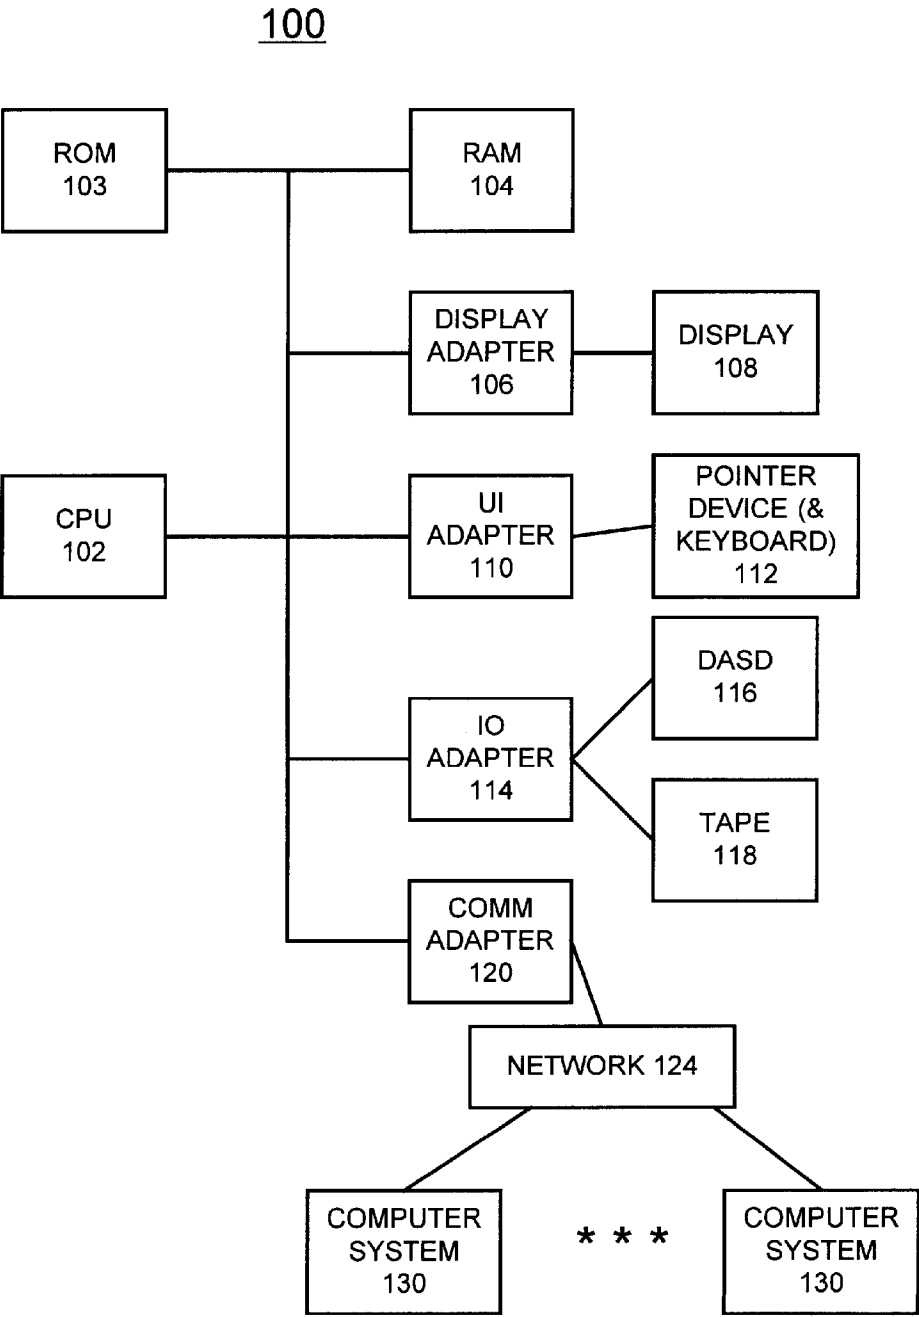 100
ROM
103
RAM
104
DISPLAY
ADAPTER
106
DISPLAY
108
CPU
102
UI
ADAPTER
110
POINTER
DEVICE (&
KEYBOARD)
112
IO
ADAPTER
114
DASD
116
TAPE
118
COMM
ADAPTER
120
NETWORK 124
COMPUTER
SYSTEM
130
* * *
COMPUTER
SYSTEM
130